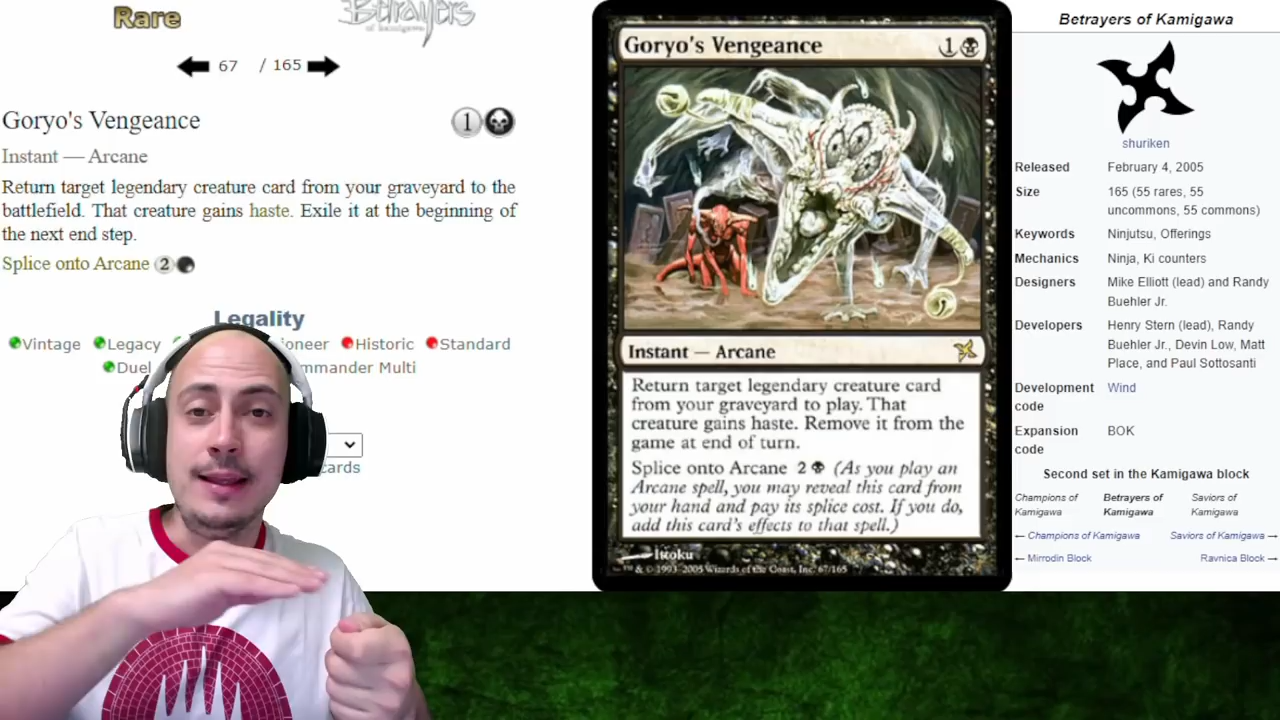 Rare
Betrayers
of kamigawa
67 / 165
Goryo's Vengeance
1
Instant — Arcane
Return target legendary creature card from your graveyard to the
battlefield. That creature gains haste. Exile it at the beginning of
the next end step.
Splice onto Arcane 2
Legality
Vintage Legacy ioneer Historic Standard
Duel mmander Multi
cards
Goryo's Vengeance 1
Instant — Arcane
Return target legendary creature card
from your graveyard to play. That
creature gains haste. Remove it from the
game at end of turn.
Splice onto Arcane 2 (As you play an
Arcane spell, you may reveal this card from
your hand and pay its splice cost. If you do,
add this card's effects to that spell.)
Ittoku
™ & © 1993–2005 Wizards of the Coast, Inc. 67/165
Betrayers of Kamigawa
shuriken
Released February 4, 2005
Size 165 (55 rares, 55
uncommons, 55 commons)
Keywords Ninjutsu, Offerings
Mechanics Ninja, Ki counters
Designers Mike Elliott (lead) and Randy
Buehler Jr.
Developers Henry Stern (lead), Randy
Buehler Jr., Devin Low, Matt
Place, and Paul Sottosanti
Development Wind
code
Expansion BOK
code
Second set in the Kamigawa block
Champions of Betrayers of Saviors of
Kamigawa Kamigawa Kamigawa
← Champions of Kamigawa Saviors of Kamigawa →
← Mirrodin Block Ravnica Block →